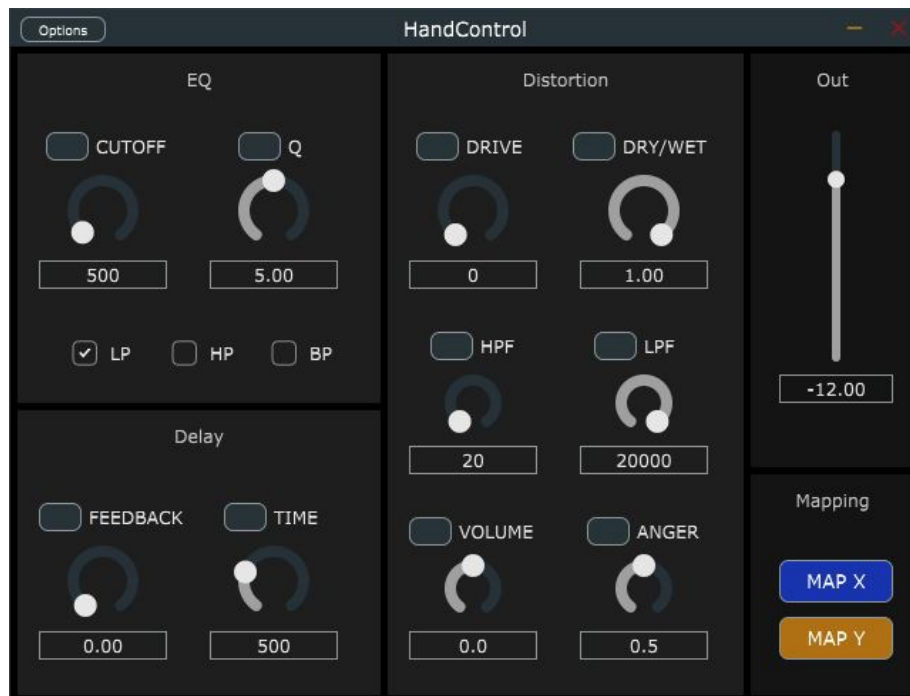 Options
HandControl
EQ
CUTOFF
Q
500
5.00
LP
HP
BP
Delay
FEEDBACK
TIME
0.00
500
Distortion
DRIVE
DRY/WET
0
1.00
HPF
LPF
20
20000
VOLUME
ANGER
0.0
0.5
Out
-12.00
Mapping
MAP X
MAP Y